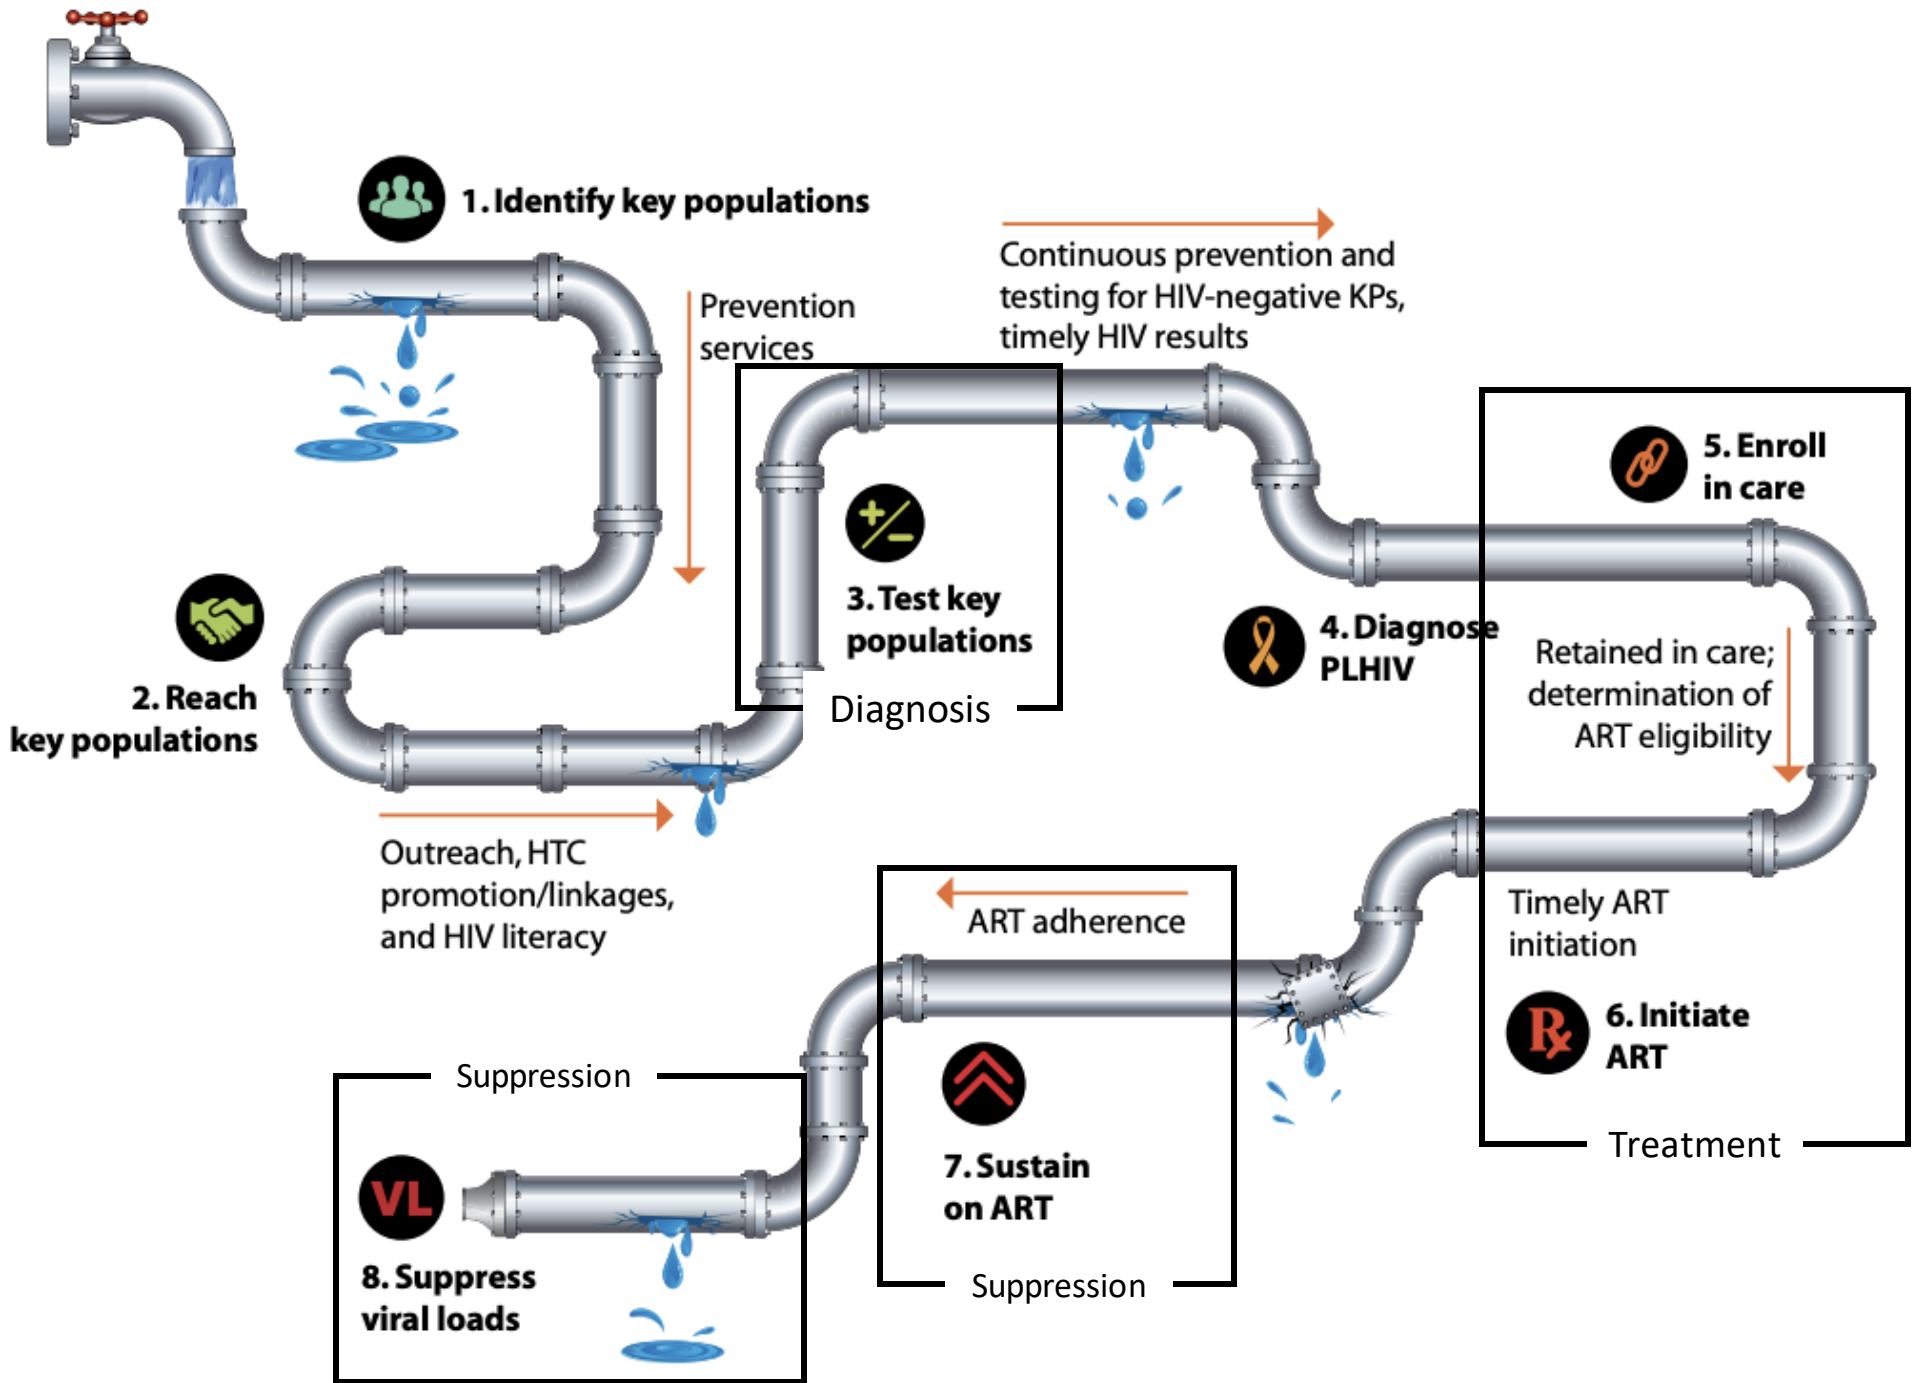 1. Identify key populations
Prevention
services
2. Reach
key populations
Outreach, HTC
promotion/linkages,
and HIV literacy
3. Test key
populations
Diagnosis
Continuous prevention and
testing for HIV-negative KPs,
timely HIV results
4. Diagnose
PLHIV
5. Enroll
in care
Retained in care;
determination of
ART eligibility
Timely ART
initiation
Rx
6. Initiate
ART
Treatment
ART adherence
7. Sustain
on ART
Suppression
Suppression
VL
8. Suppress
viral loads